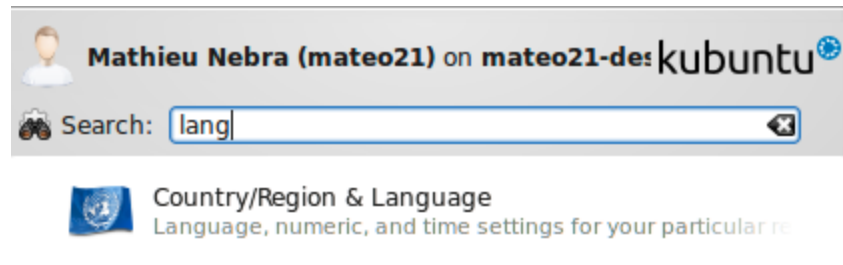 Mathieu Nebra (mateo21) on mateo21-des kubuntu
Search: lang
Country/Region & Language
Language, numeric, and time settings for your particular re